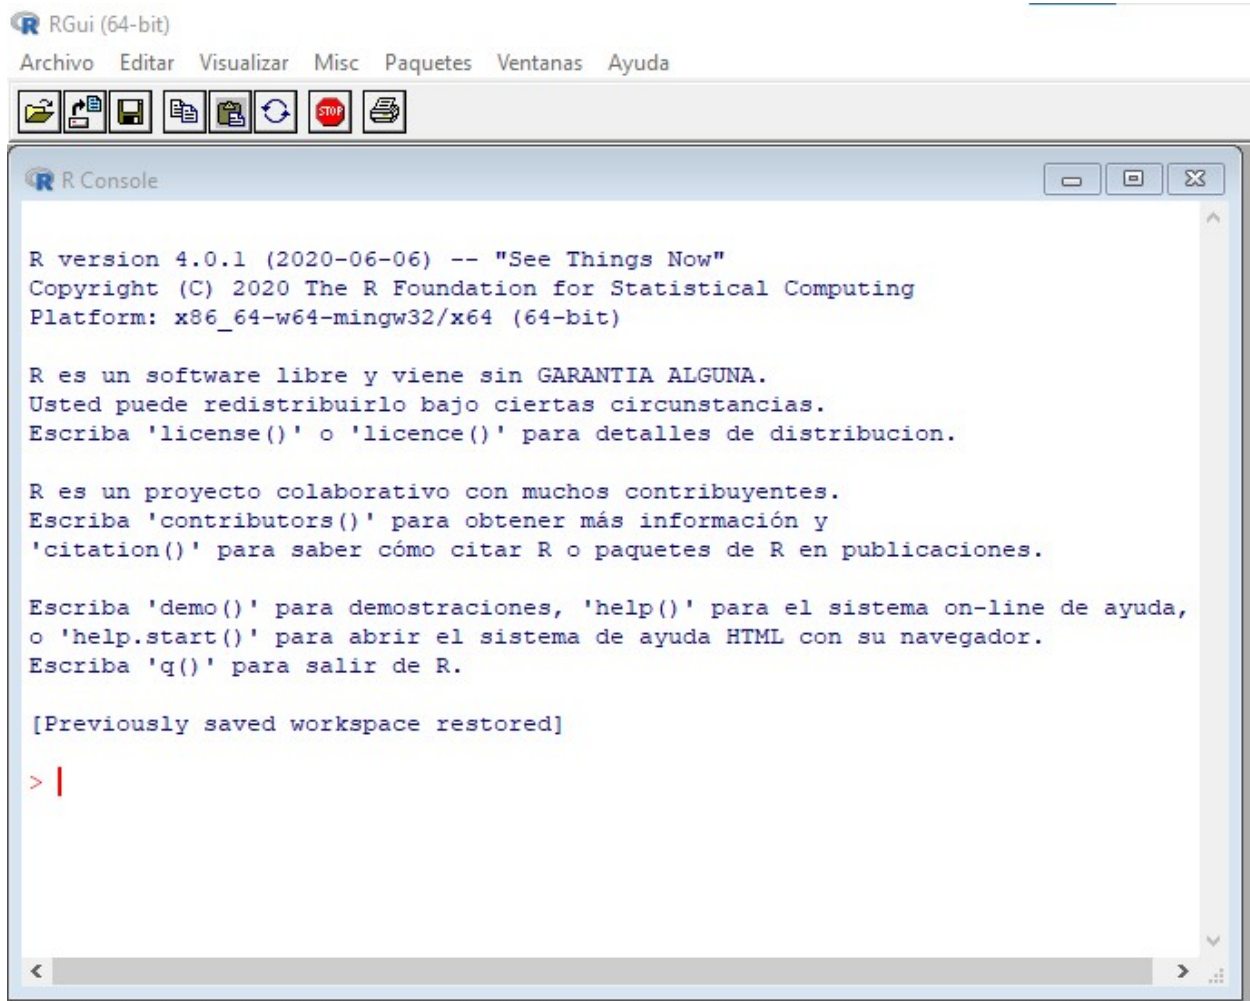 RGui (64-bit)
Archivo Editar Visualizar Misc Paquetes Ventanas Ayuda
STOP
R Console
R version 4.0.1 (2020-06-06) -- "See Things Now"
Copyright (C) 2020 The R Foundation for Statistical Computing
Platform: x86_64-w64-mingw32/x64 (64-bit)
R es un software libre y viene sin GARANTIA ALGUNA.
Usted puede redistribuirlo bajo ciertas circunstancias.
Escriba 'license()' o 'licence()' para detalles de distribucion.
R es un proyecto colaborativo con muchos contribuyentes.
Escriba 'contributors()' para obtener más información y
'citation()' para saber cómo citar R o paquetes de R en publicaciones.
Escriba 'demo()' para demostraciones, 'help()' para el sistema on-line de ayuda,
o 'help.start()' para abrir el sistema de ayuda HTML con su navegador.
Escriba 'q()' para salir de R.
[Previously saved workspace restored]
>